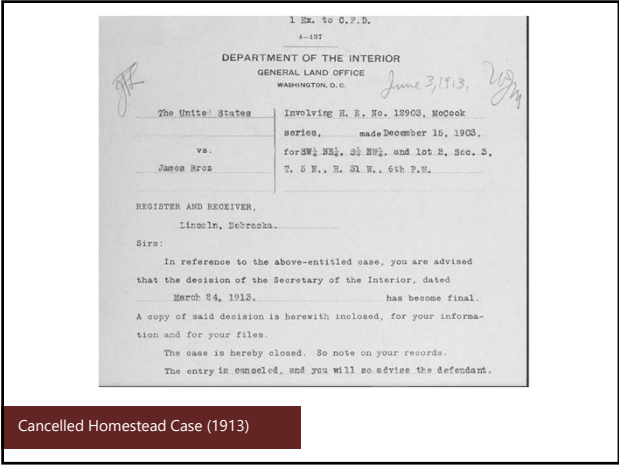 1 Ex. to C.F.D.
4—137
DEPARTMENT OF THE INTERIOR
GENERAL LAND OFFICE
WASHINGTON, D. C.
June 3, 1913,
The United States
vs.
James Broz
Involving H. E. No. 12903, McCook
series, made December 15, 1903,
for SW¼ NE¼, S½ NW¼, and lot 2, Sec. 3,
T. 5 N., R. 31 W., 6th P.M.
REGISTER AND RECEIVER,
Lincoln, Nebraska.
Sirs:
In reference to the above-entitled case, you are advised
that the decision of the Secretary of the Interior, dated
March 24, 1913. has become final.
A copy of said decision is herewith inclosed, for your informa-
tion and for your files.
The case is hereby closed. So note on your records.
The entry is canceled, and you will so advise the defendant.
Cancelled Homestead Case (1913)